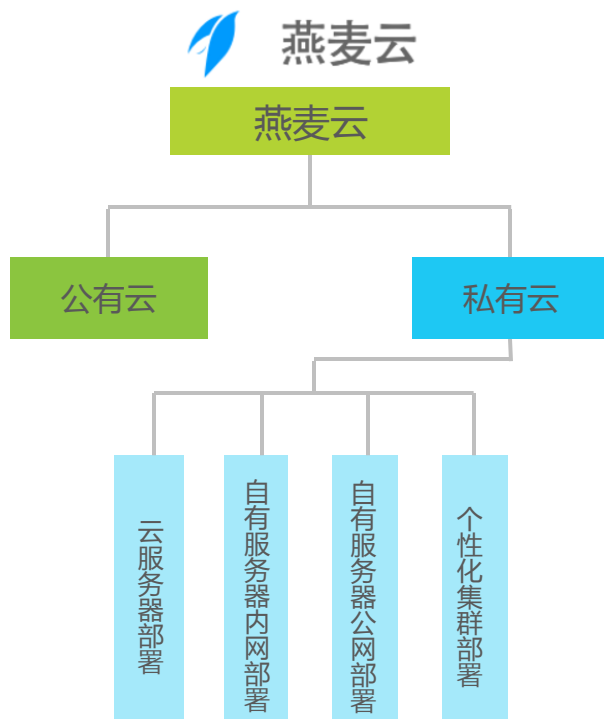 燕麦云
燕麦云
公有云
私有云
云服务器部署
自有服务器内网部署
自有服务器公网部署
个性化集群部署